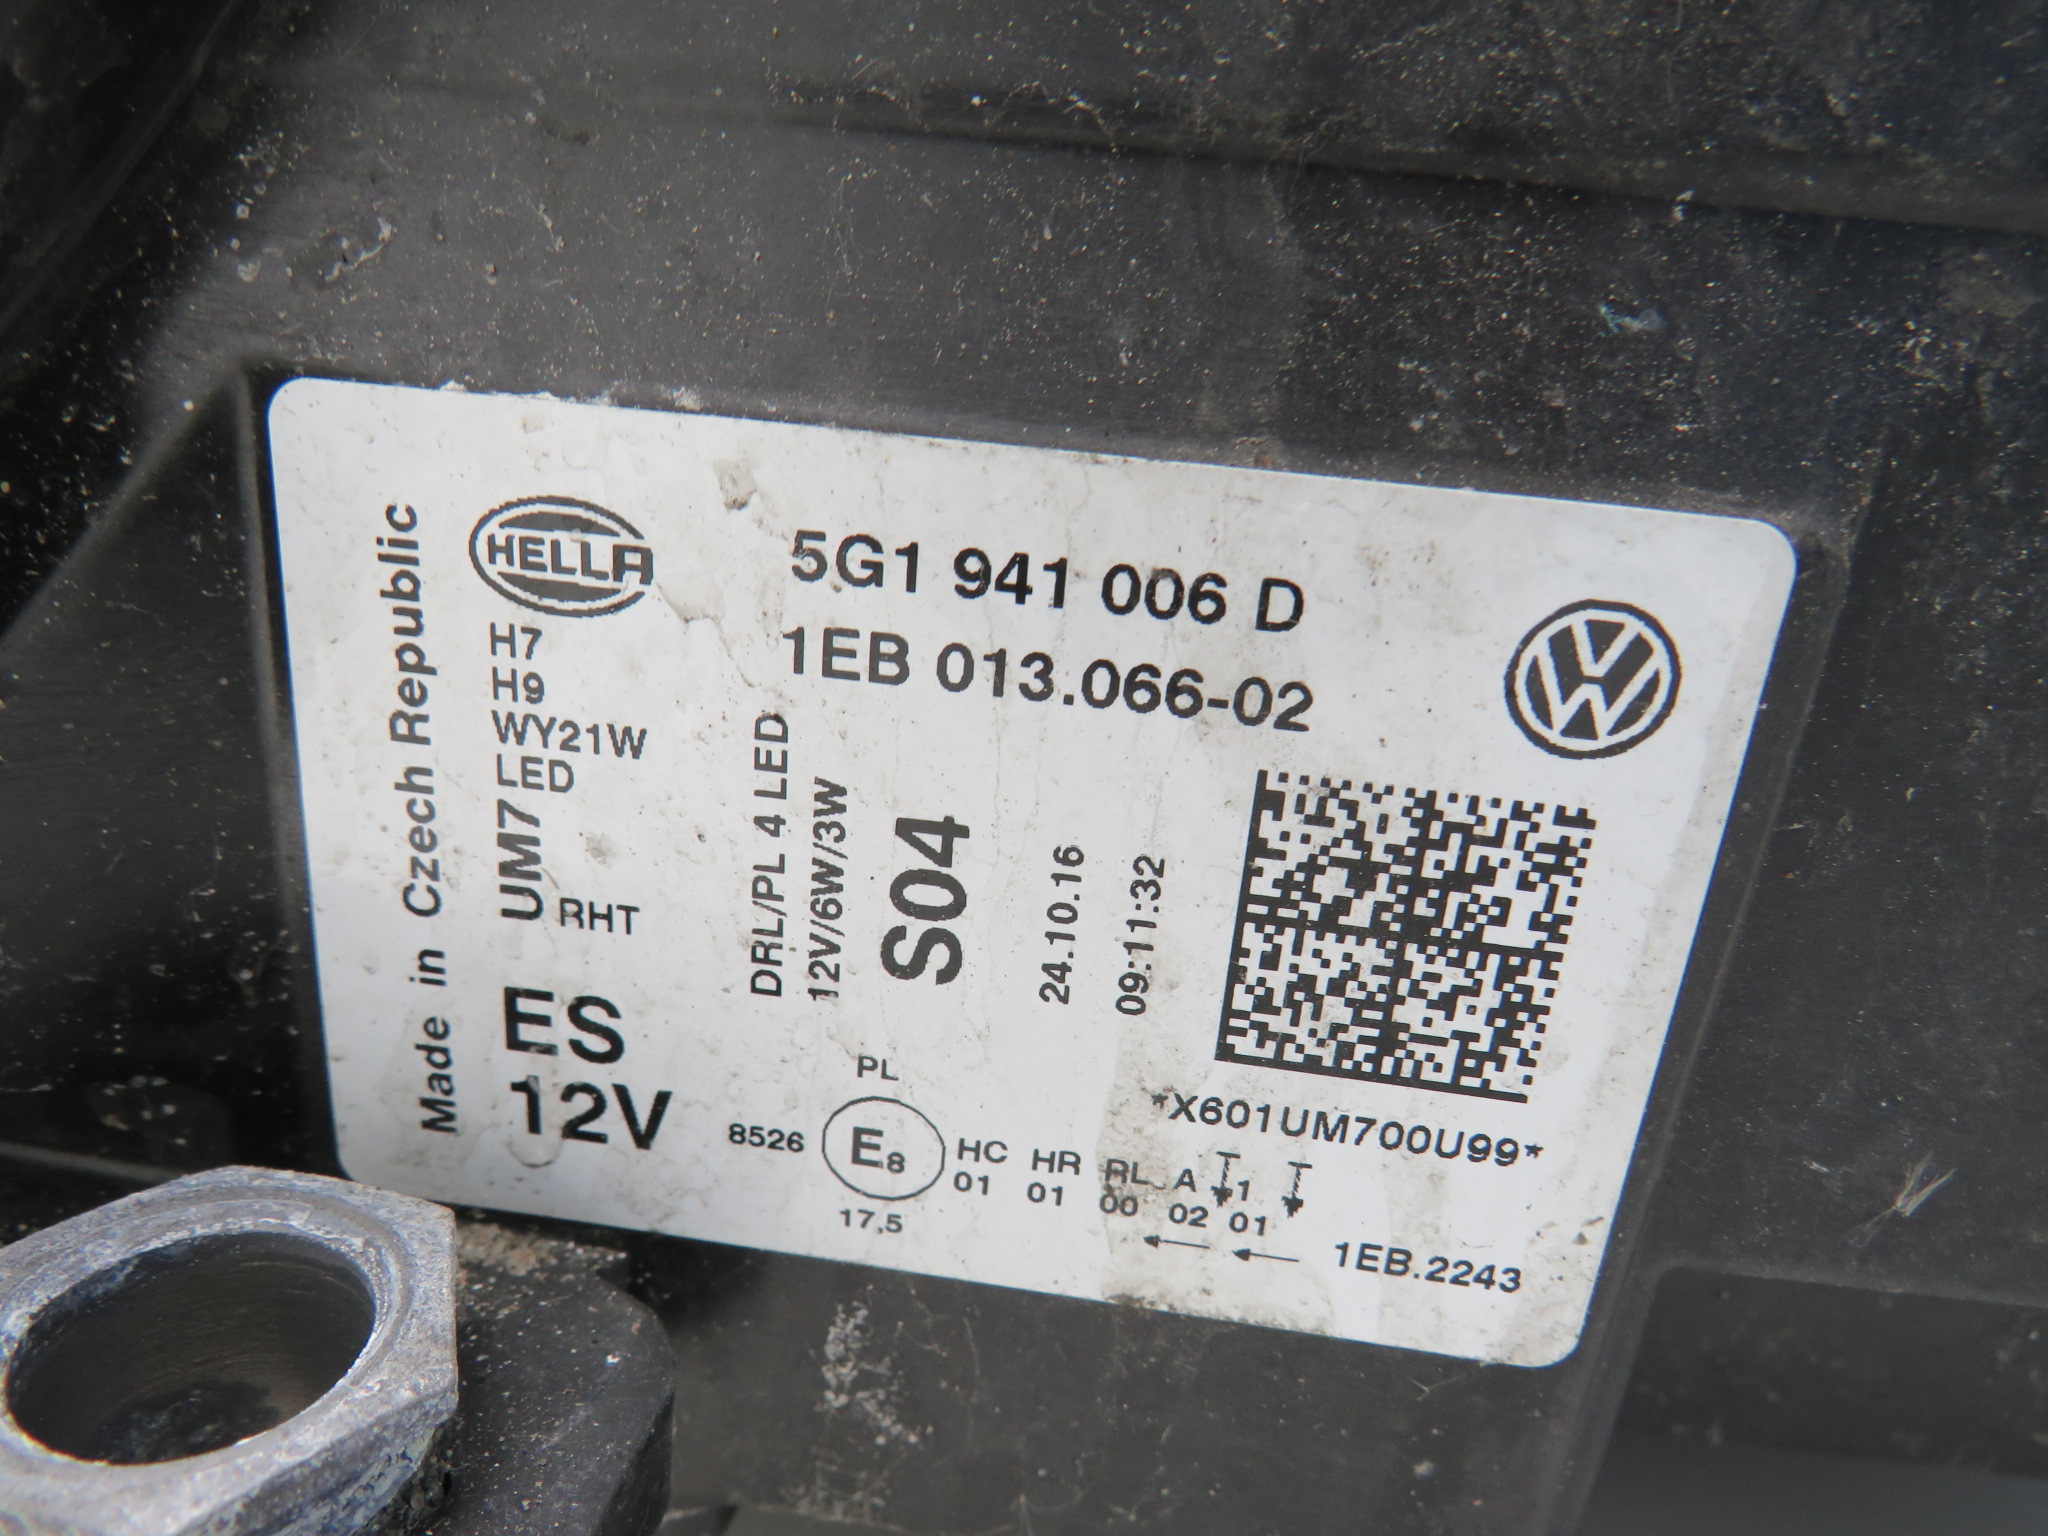 Made in Czech Republic
HELLA
5G1 941 006 D
1EB 013.066-02
H7
H9
WY21W
LED
UM7
RHT
ES
12V
DRL/PL 4 LED
12V/6W/3W
S04
24.10.16
09:11:32
*X601UM700U99*
PL
8526 E8 HC HR RL A 1
01 01 00 02 01
17,5
1EB.2243